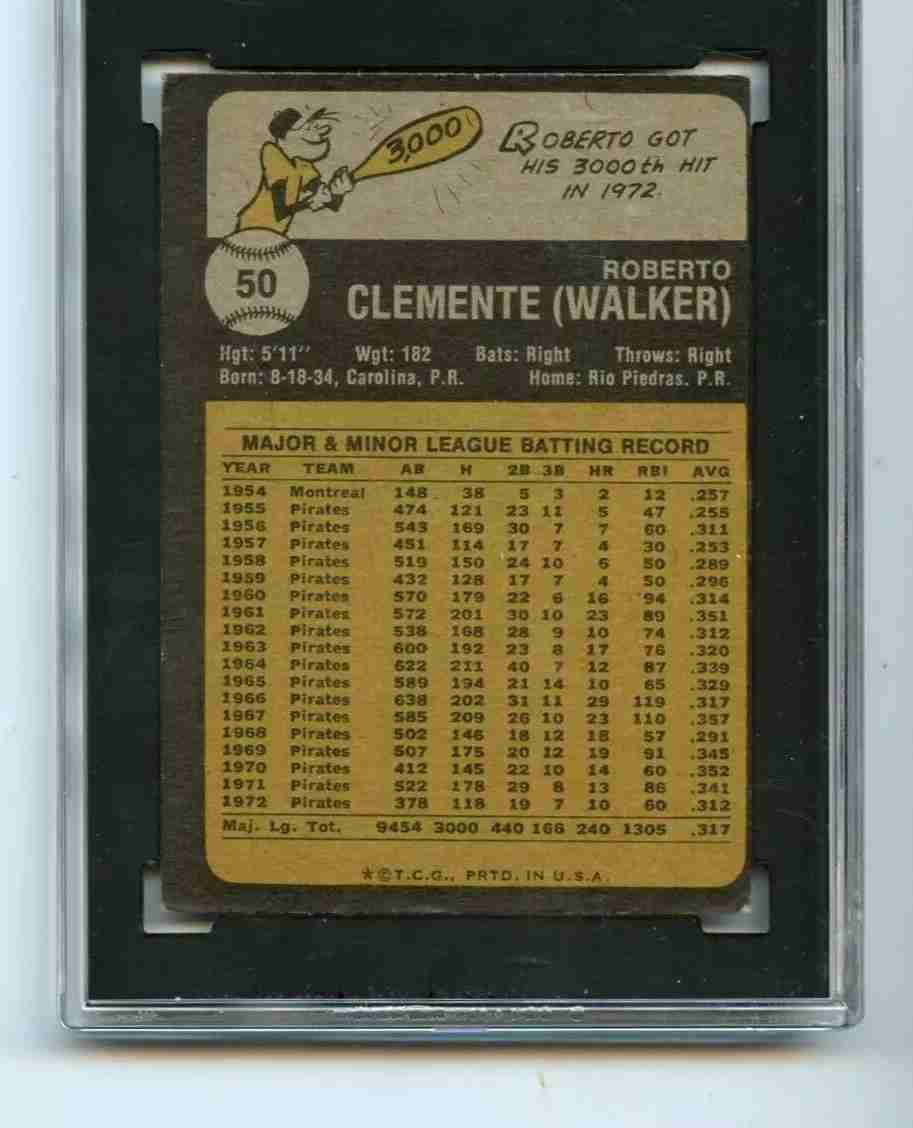 3,000
ROBERTO GOT
HIS 3000th HIT
IN 1972.
50
ROBERTO
CLEMENTE (WALKER)
Hgt: 5'11" Wgt: 182 Bats: Right Throws: Right
Born: 8-18-34, Carolina, P.R. Home: Rio Piedras. P.R.
MAJOR & MINOR LEAGUE BATTING RECORD
YEAR TEAM AB H 2B 3B HR RBI AVG
1954 Montreal 148 38 5 3 2 12 .257
1955 Pirates 474 121 23 11 5 47 .255
1956 Pirates 543 169 30 7 7 60 .311
1957 Pirates 451 114 17 7 4 30 .253
1958 Pirates 519 150 24 10 6 50 .289
1959 Pirates 432 128 17 7 4 50 .296
1960 Pirates 570 179 22 6 16 94 .314
1961 Pirates 572 201 30 10 23 89 .351
1962 Pirates 538 168 28 9 10 74 .312
1963 Pirates 600 192 23 8 17 76 .320
1964 Pirates 622 211 40 7 12 87 .339
1965 Pirates 589 194 21 14 10 65 .329
1966 Pirates 638 202 31 11 29 119 .317
1967 Pirates 585 209 26 10 23 110 .357
1968 Pirates 502 146 18 12 18 57 .291
1969 Pirates 507 175 20 12 19 91 .345
1970 Pirates 412 145 22 10 14 60 .352
1971 Pirates 522 178 29 8 13 86 .341
1972 Pirates 378 118 19 7 10 60 .312
Maj. Lg. Tot. 9454 3000 440 166 240 1305 .317
*©T.C.G., PRTD. IN U.S.A.